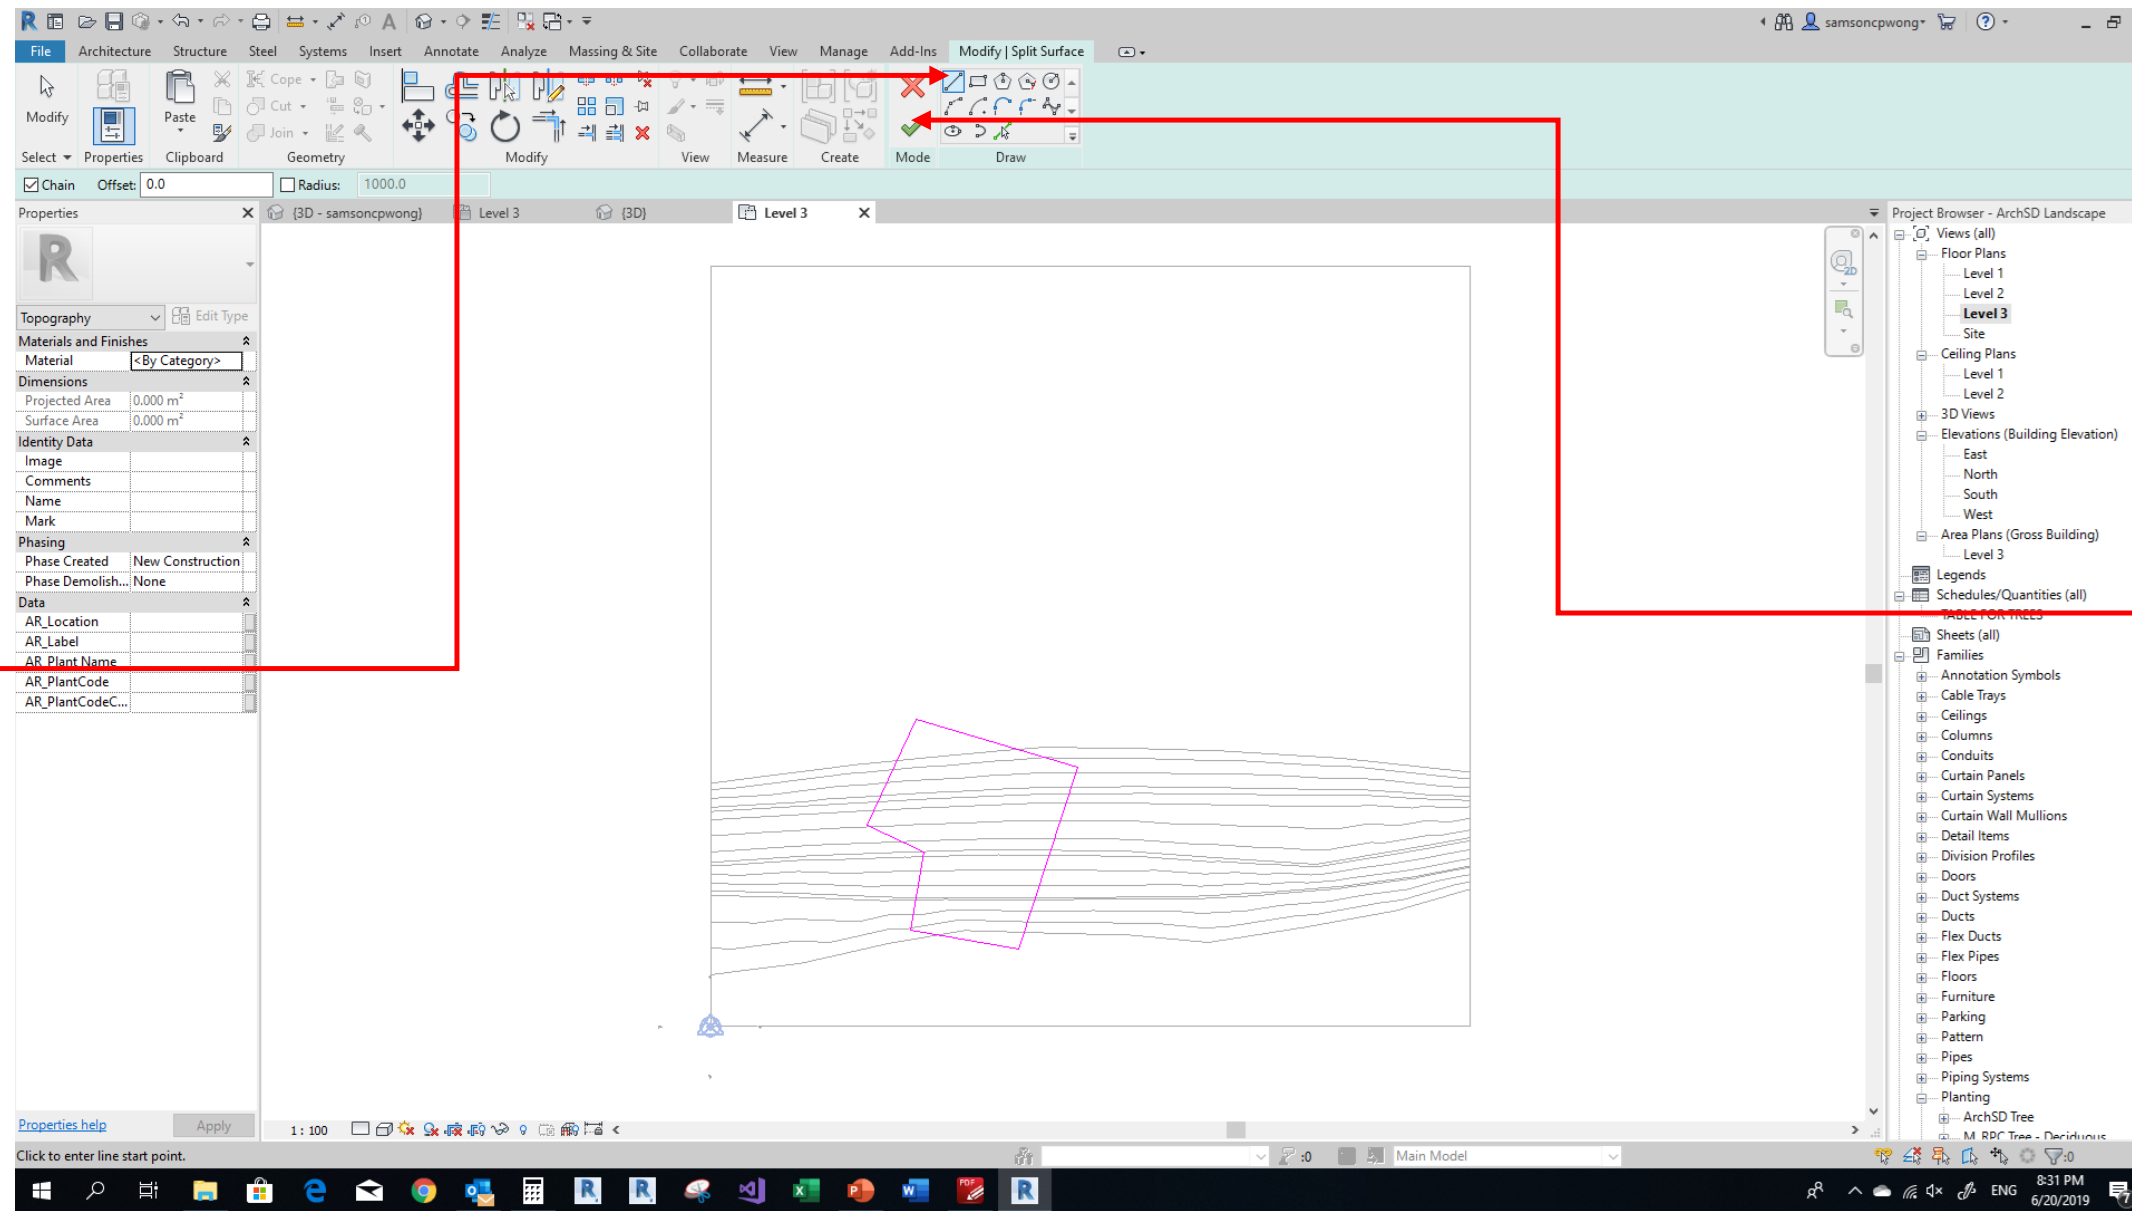 samsoncpwong
File Architecture Structure Steel Systems Insert Annotate Analyze Massing & Site Collaborate View Manage Add-Ins Modify | Split Surface
Cope
Modify
Paste
Cut
Join
Select Properties Clipboard Geometry Modify View Measure Create Mode Draw
Chain Offset: 0.0 Radius: 1000.0
Properties
{3D - samsoncpwong} Level 3 {3D} Level 3
Topography Edit Type
Materials and Finishes
Material <By Category>
Dimensions
Projected Area 0.000 m²
Surface Area 0.000 m²
Identity Data
Image
Comments
Name
Mark
Phasing
Phase Created New Construction
Phase Demolish... None
Data
AR_Location
AR_Label
AR_Plant Name
AR_PlantCode
AR_PlantCodeC...
Properties help Apply
2D
Project Browser - ArchSD Landscape
Views (all)
Floor Plans
Level 1
Level 2
Level 3
Site
Ceiling Plans
Level 1
Level 2
3D Views
Elevations (Building Elevation)
East
North
South
West
Area Plans (Gross Building)
Level 3
Legends
Schedules/Quantities (all)
TABLE FOR TREES
Sheets (all)
Families
Annotation Symbols
Cable Trays
Ceilings
Columns
Conduits
Curtain Panels
Curtain Systems
Curtain Wall Mullions
Detail Items
Division Profiles
Doors
Duct Systems
Ducts
Flex Ducts
Flex Pipes
Floors
Furniture
Parking
Pattern
Pipes
Piping Systems
Planting
ArchSD Tree
M_RPC Tree - Deciduous
1 : 100
Click to enter line start point. :0 Main Model :0
ENG 8:31 PM
6/20/2019
7